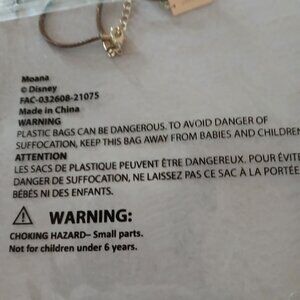 Moana
© Disney
FAC-032608-21075
Made in China
WARNING
PLASTIC BAGS CAN BE DANGEROUS. TO AVOID DANGER OF
SUFFOCATION, KEEP THIS BAG AWAY FROM BABIES AND CHILDREN
ATTENTION
LES SACS DE PLASTIQUE PEUVENT ÊTRE DANGEREUX. POUR ÉVITE
DANGER DE SUFFOCATION, NE LAISSEZ PAS CE SAC À LA PORTÉE
BÉBÉS NI DES ENFANTS.
WARNING:
CHOKING HAZARD– Small parts.
Not for children under 6 years.